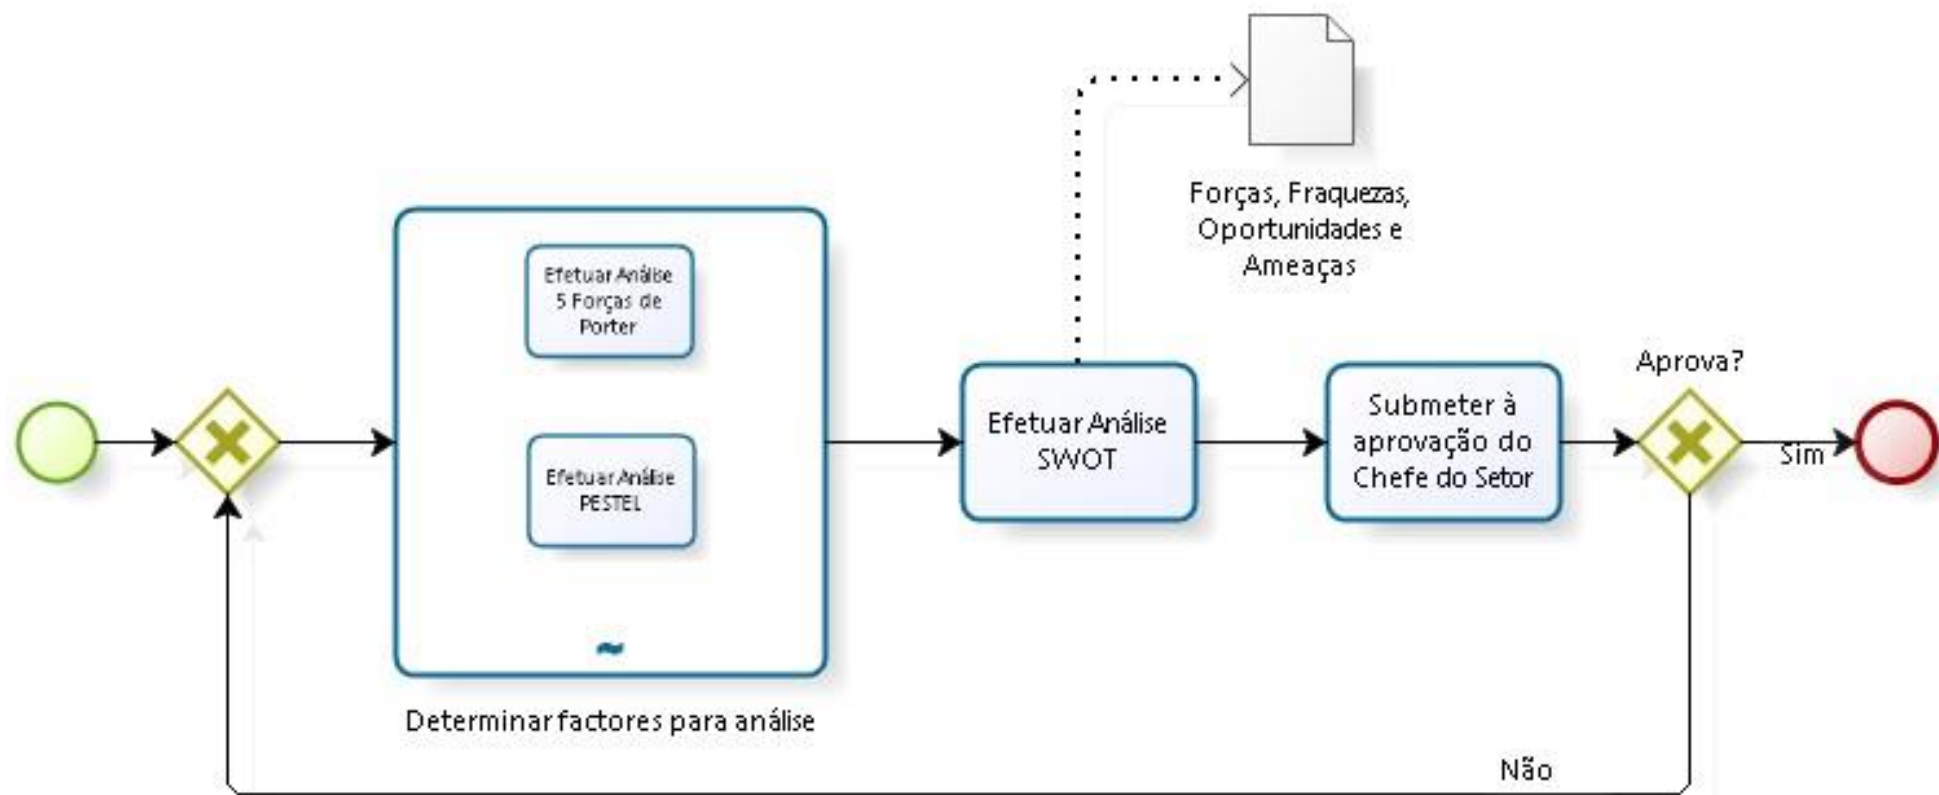 Forças, Fraquezas,
Oportunidades e
Ameaças
Efetuar Análise
5 Forças de
Porter
Efetuar Análise
PESTEL
Determinar factores para análise
Efetuar Análise
SWOT
Submeter à
aprovação do
Chefe do Setor
Aprova?
Sim
Não